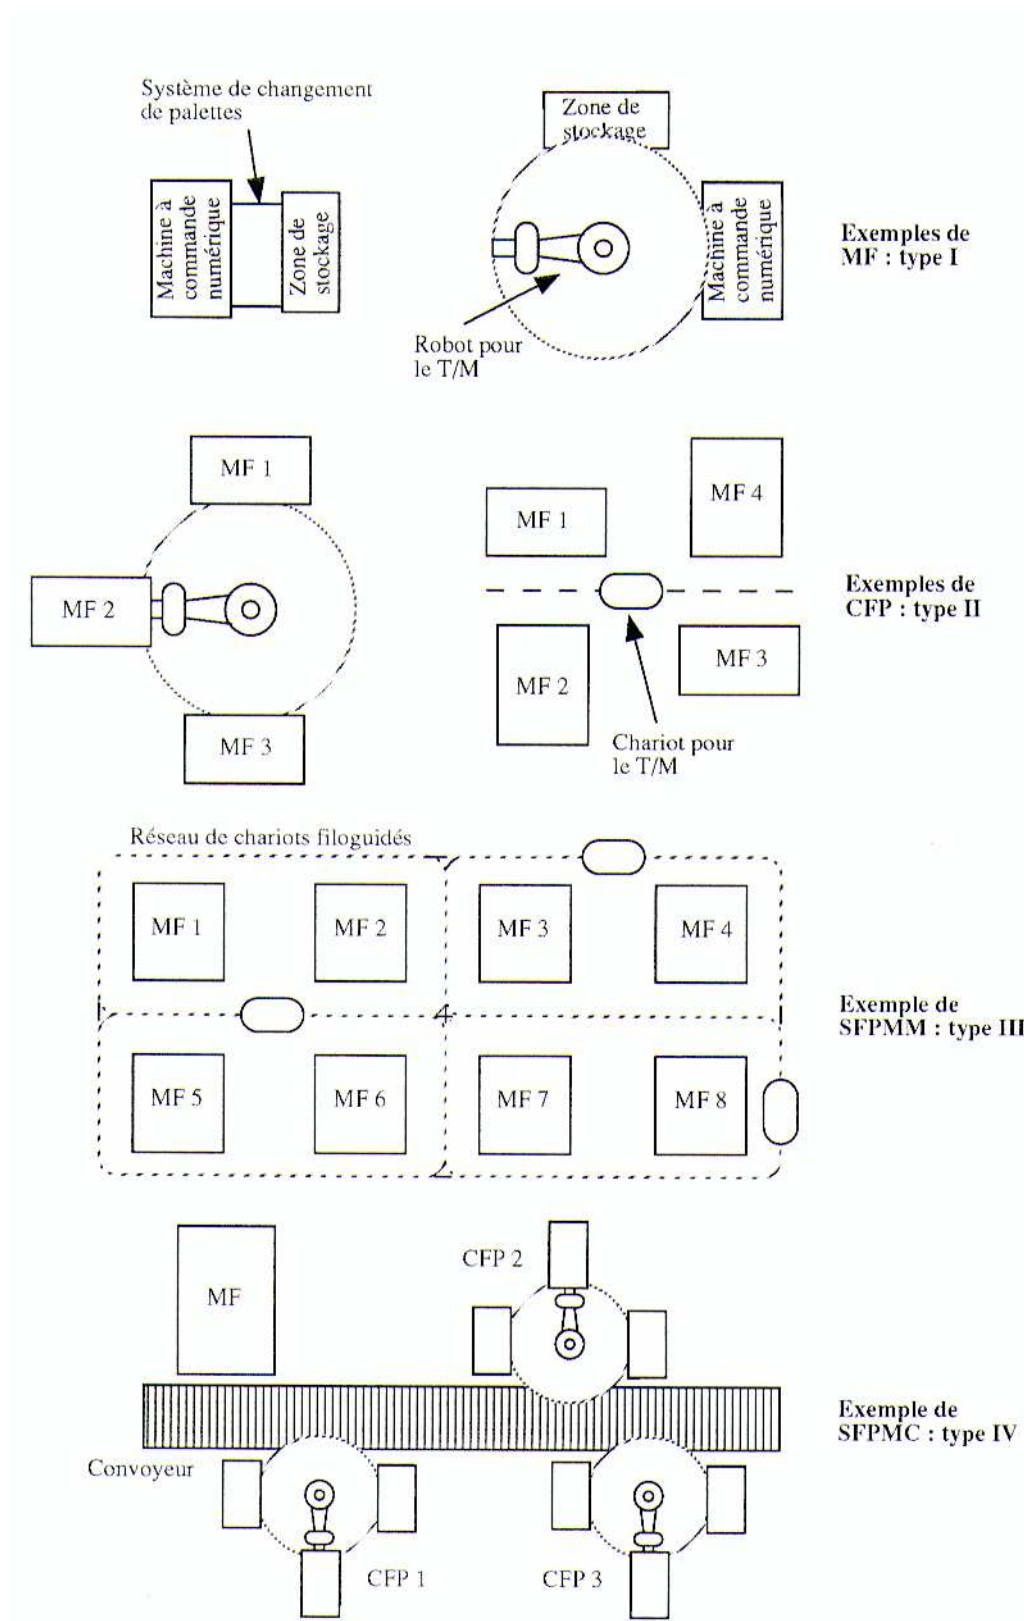 Système de changement
de palettes
Zone de
stockage
Machine à
commande
numérique
Zone de
stockage
Machine à
commande
numérique
Exemples de
MF : type I
Robot pour
le T/M
MF 1
MF 2
MF 3
MF 1
MF 4
MF 2
MF 3
Exemples de
CFP : type II
Chariot pour
le T/M
Réseau de chariots filoguidés
MF 1
MF 2
MF 3
MF 4
Exemple de
SFPMM : type III
MF 5
MF 6
MF 7
MF 8
MF
CFP 2
Exemple de
SFPMC : type IV
Convoyeur
CFP 1
CFP 3